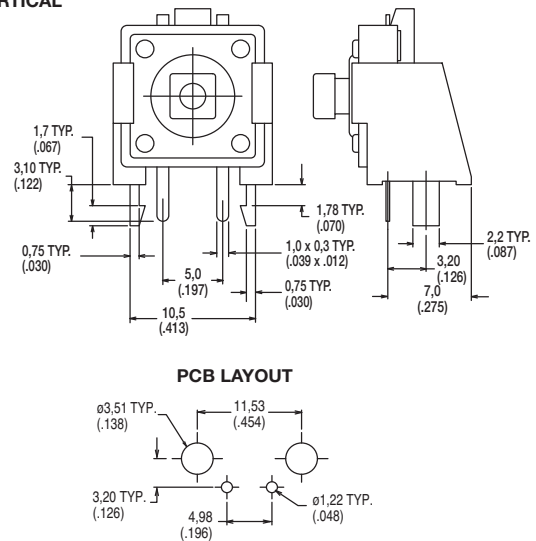 1,7 TYP.
(.067)
3,10 TYP.
(.122)
0,75 TYP.
(.030)
5,0
(.197)
10,5
(.413)
1,78 TYP.
(.070)
1,0 x 0,3 TYP.
(.039 x .012)
0,75 TYP.
(.030)
2,2 TYP.
(.087)
3,20
(.126)
7,0
(.275)
PCB LAYOUT
ø3,51 TYP.
(.138)
11,53
(.454)
3,20 TYP.
(.126)
4,98
(.196)
ø1,22 TYP.
(.048)